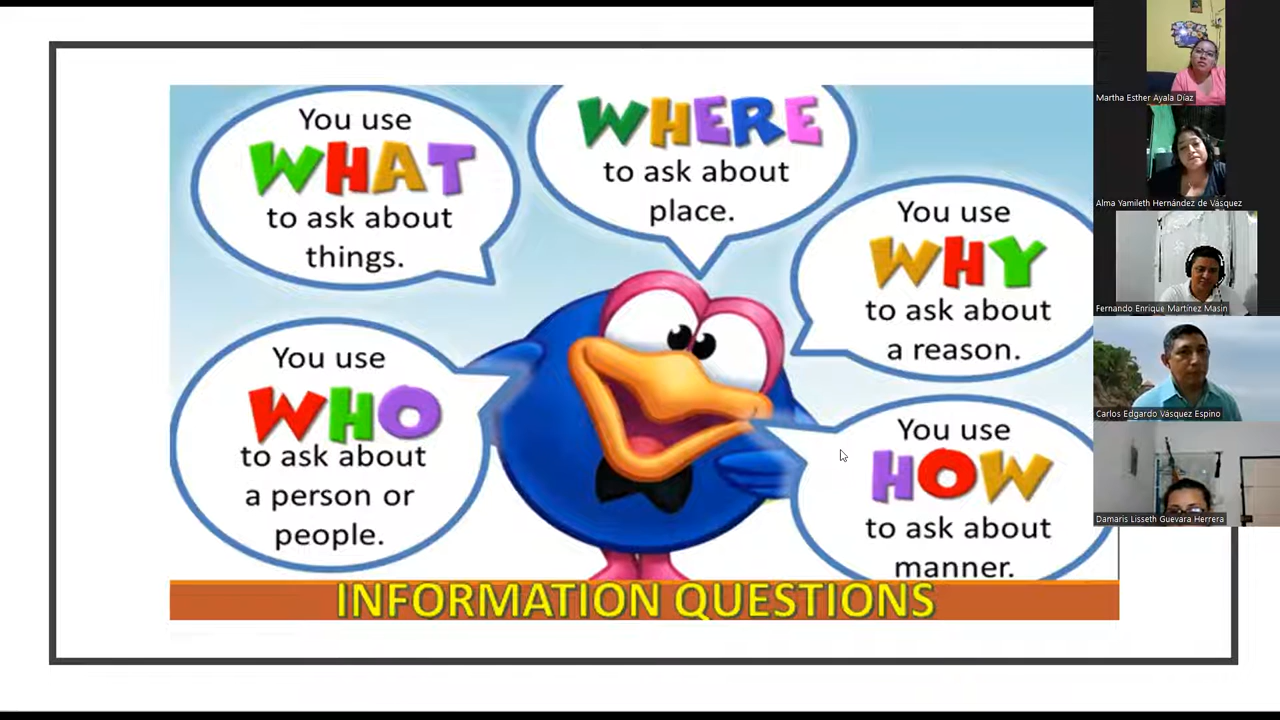 You use
WHAT
to ask about
things.
WHERE
to ask about
place.
You use
WHY
to ask about
a reason.
You use
WHO
to ask about
a person or
people.
You use
HOW
to ask about
manner.
INFORMATION QUESTIONS
Martha Esther Ayala Díaz
Alma Yamileth Hernández de Vásquez
Fernando Enrique Martínez Masin
Carlos Edgardo Vásquez Espino
Damaris Lisseth Guevara Herrera